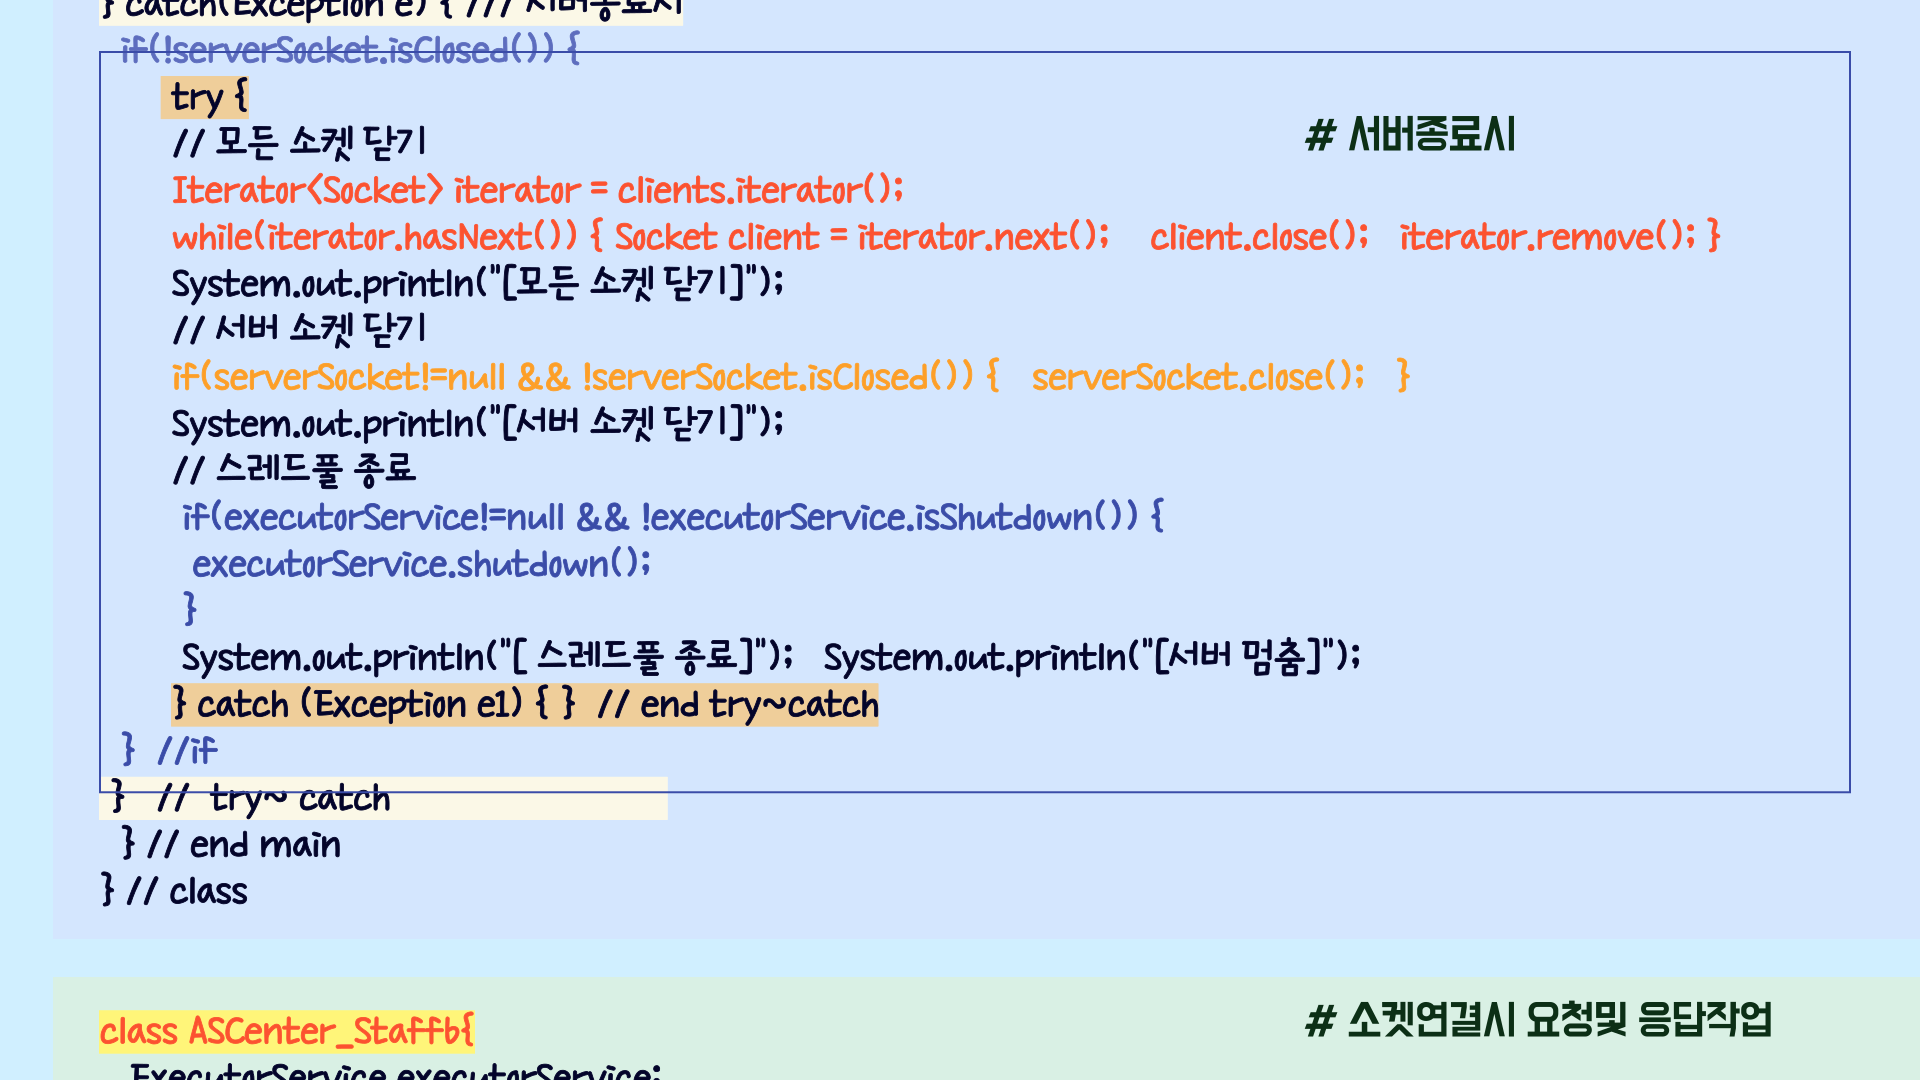 } catch(Exception e) { /// 서버종료시
if(!serverSocket.isClosed()) {
try {
# 서버종료시
// 모든 소켓 닫기
Iterator<Socket> iterator = clients.iterator();
while(iterator.hasNext()) { Socket client = iterator.next();    client.close();   iterator.remove(); }
System.out.println("[모든 소켓 닫기]");
// 서버 소켓 닫기
if(serverSocket!=null && !serverSocket.isClosed()) {   serverSocket.close();   }
System.out.println("[서버 소켓 닫기]");
// 스레드풀 종료
if(executorService!=null && !executorService.isShutdown()) {
executorService.shutdown();
}
System.out.println("[ 스레드풀 종료]");   System.out.println("[서버 멈춤]");
} catch (Exception e1) { }  // end try~catch
}  //if
}   //  try~ catch
} // end main
} // class
# 소켓연결시 요청및 응답작업
class ASCenter_Staffb{
ExecutorService executorService;